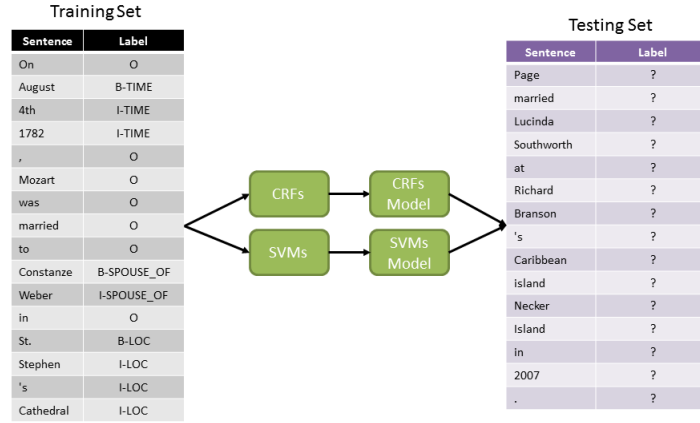 Training Set
Sentence Label
On O
August B-TIME
4th I-TIME
1782 I-TIME
, O
Mozart O
was O
married O
to O
Constanze B-SPOUSE_OF
Weber I-SPOUSE_OF
in O
St. B-LOC
Stephen I-LOC
's I-LOC
Cathedral I-LOC
CRFs
CRFs
Model
SVMs
SVMs
Model
Testing Set
Sentence Label
Page ?
married ?
Lucinda ?
Southworth ?
at ?
Richard ?
Branson ?
's ?
Caribbean ?
island ?
Necker ?
Island ?
in ?
2007 ?
. ?